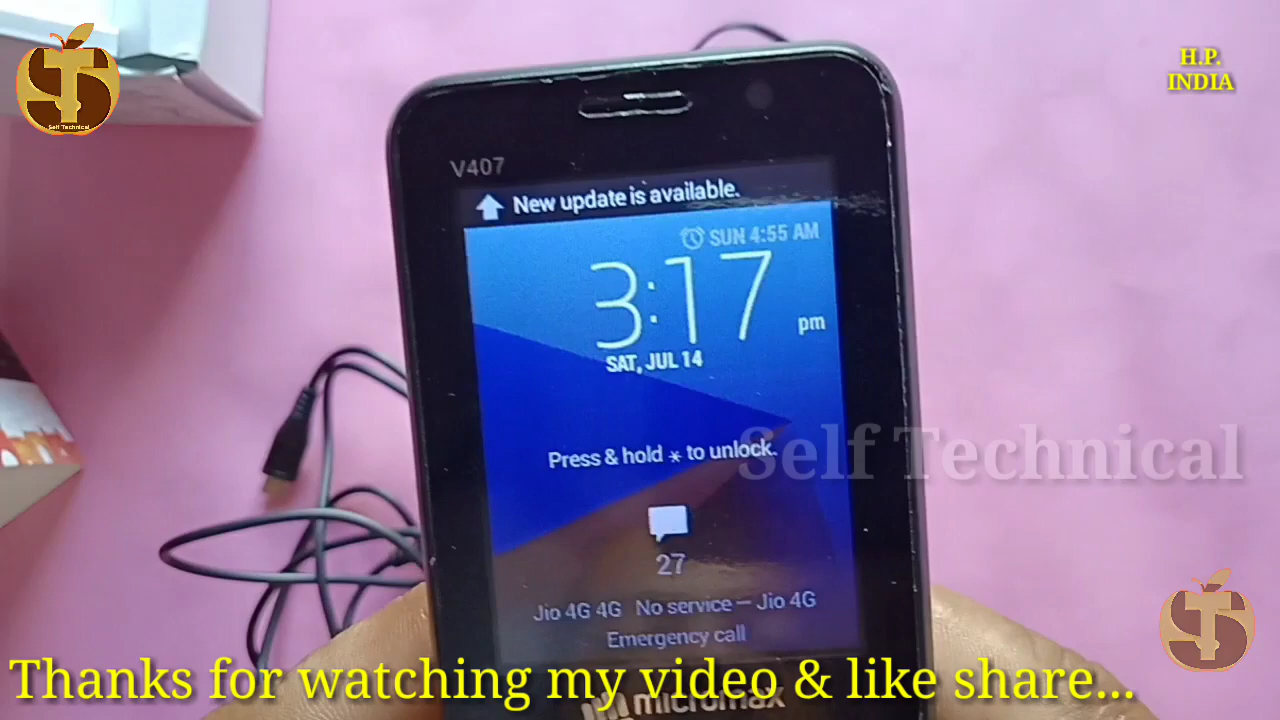 Self Technical
H.P.
INDIA
V407
New update is available.
SUN 4:55 AM
3:17
pm
SAT, JUL 14
Press & hold * to unlock.
Self Technical
27
Jio 4G 4G No service — Jio 4G
Emergency call
Thanks for watching my video & like share...
micromax